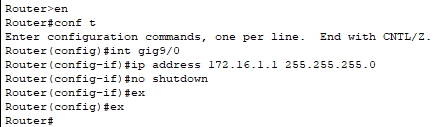 Router>en
Router#conf t
Enter configuration commands, one per line.  End with CNTL/Z.
Router(config)#int gig9/0
Router(config-if)#ip address 172.16.1.1 255.255.255.0
Router(config-if)#no shutdown
Router(config-if)#ex
Router(config)#ex
Router#